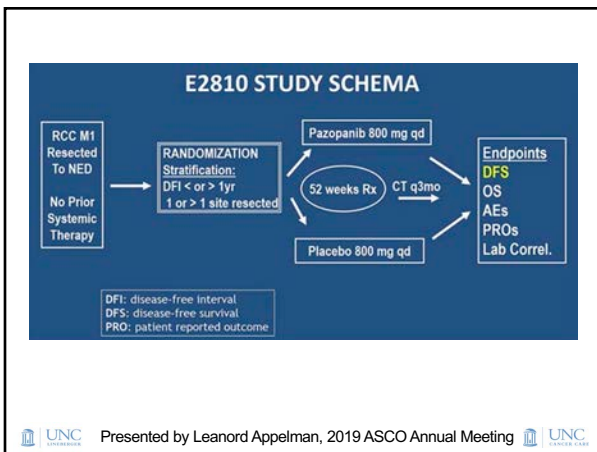 E2810 STUDY SCHEMA
RCC M1
Resected
To NED
No Prior
Systemic
Therapy
RANDOMIZATION
Stratification:
DFI < or > 1yr
1 or > 1 site resected
Pazopanib 800 mg qd
52 weeks Rx
CT q3mo
Placebo 800 mg qd
Endpoints
DFS
OS
AEs
PROs
Lab Correl.
DFI: disease-free interval
DFS: disease-free survival
PRO: patient reported outcome
UNC
LINEBERGER
Presented by Leanord Appelman, 2019 ASCO Annual Meeting
UNC
CANCER CARE